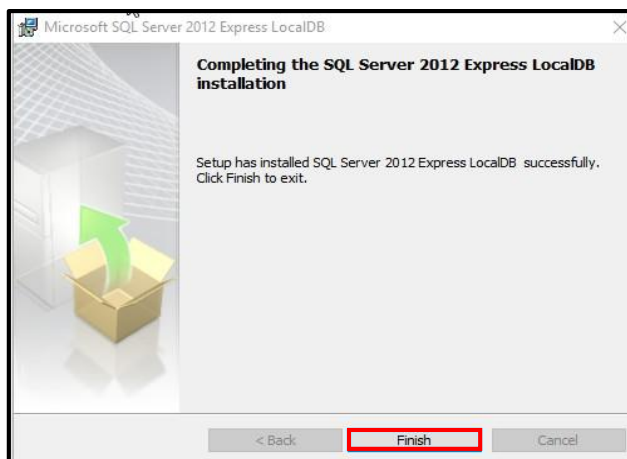 Microsoft SQL Server 2012 Express LocalDB
Completing the SQL Server 2012 Express LocalDB
installation
Setup has installed SQL Server 2012 Express LocalDB successfully.
Click Finish to exit.
< Back
Finish
Cancel